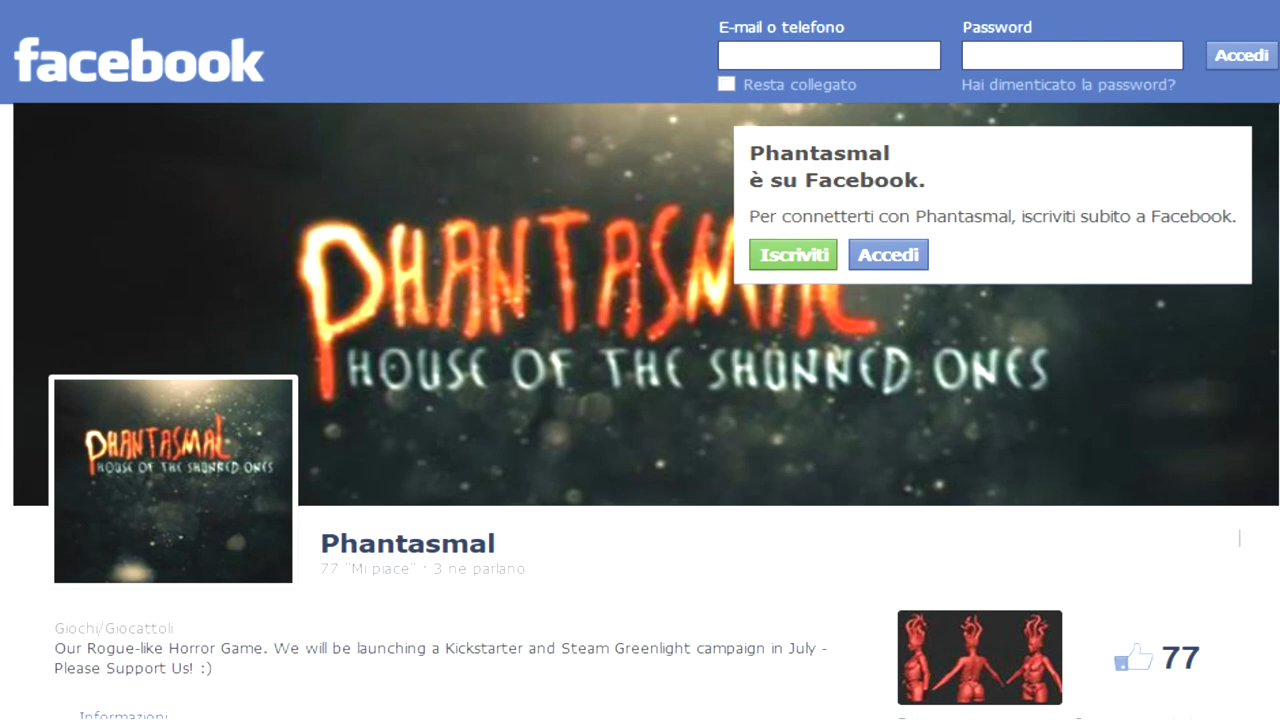 facebook
E-mail o telefono
Password
Accedi
Resta collegato
Hai dimenticato la password?
Phantasmal
è su Facebook.
Per connetterti con Phantasmal, iscriviti subito a Facebook.
Iscriviti Accedi
PHANTASMAL
HOUSE OF THE SHUNNED ONES
PHANTASMAL
HOUSE OF THE SHUNNED ONES
Phantasmal
77 "Mi piace" · 3 ne parlano
Giochi/Giocattoli
Our Rogue-like Horror Game. We will be launching a Kickstarter and Steam Greenlight campaign in July -
Please Support Us! :)
77
Informazioni